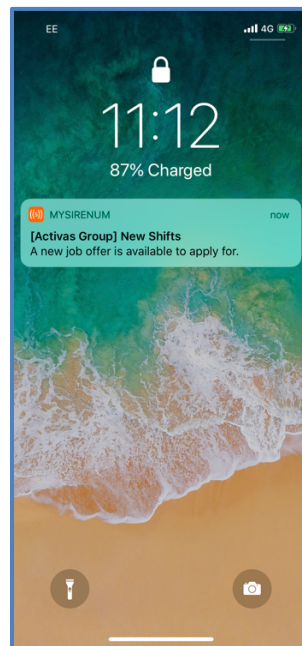 EE 4G
11:12
87% Charged
MYSIRENUM now
[Activas Group] New Shifts
A new job offer is available to apply for.